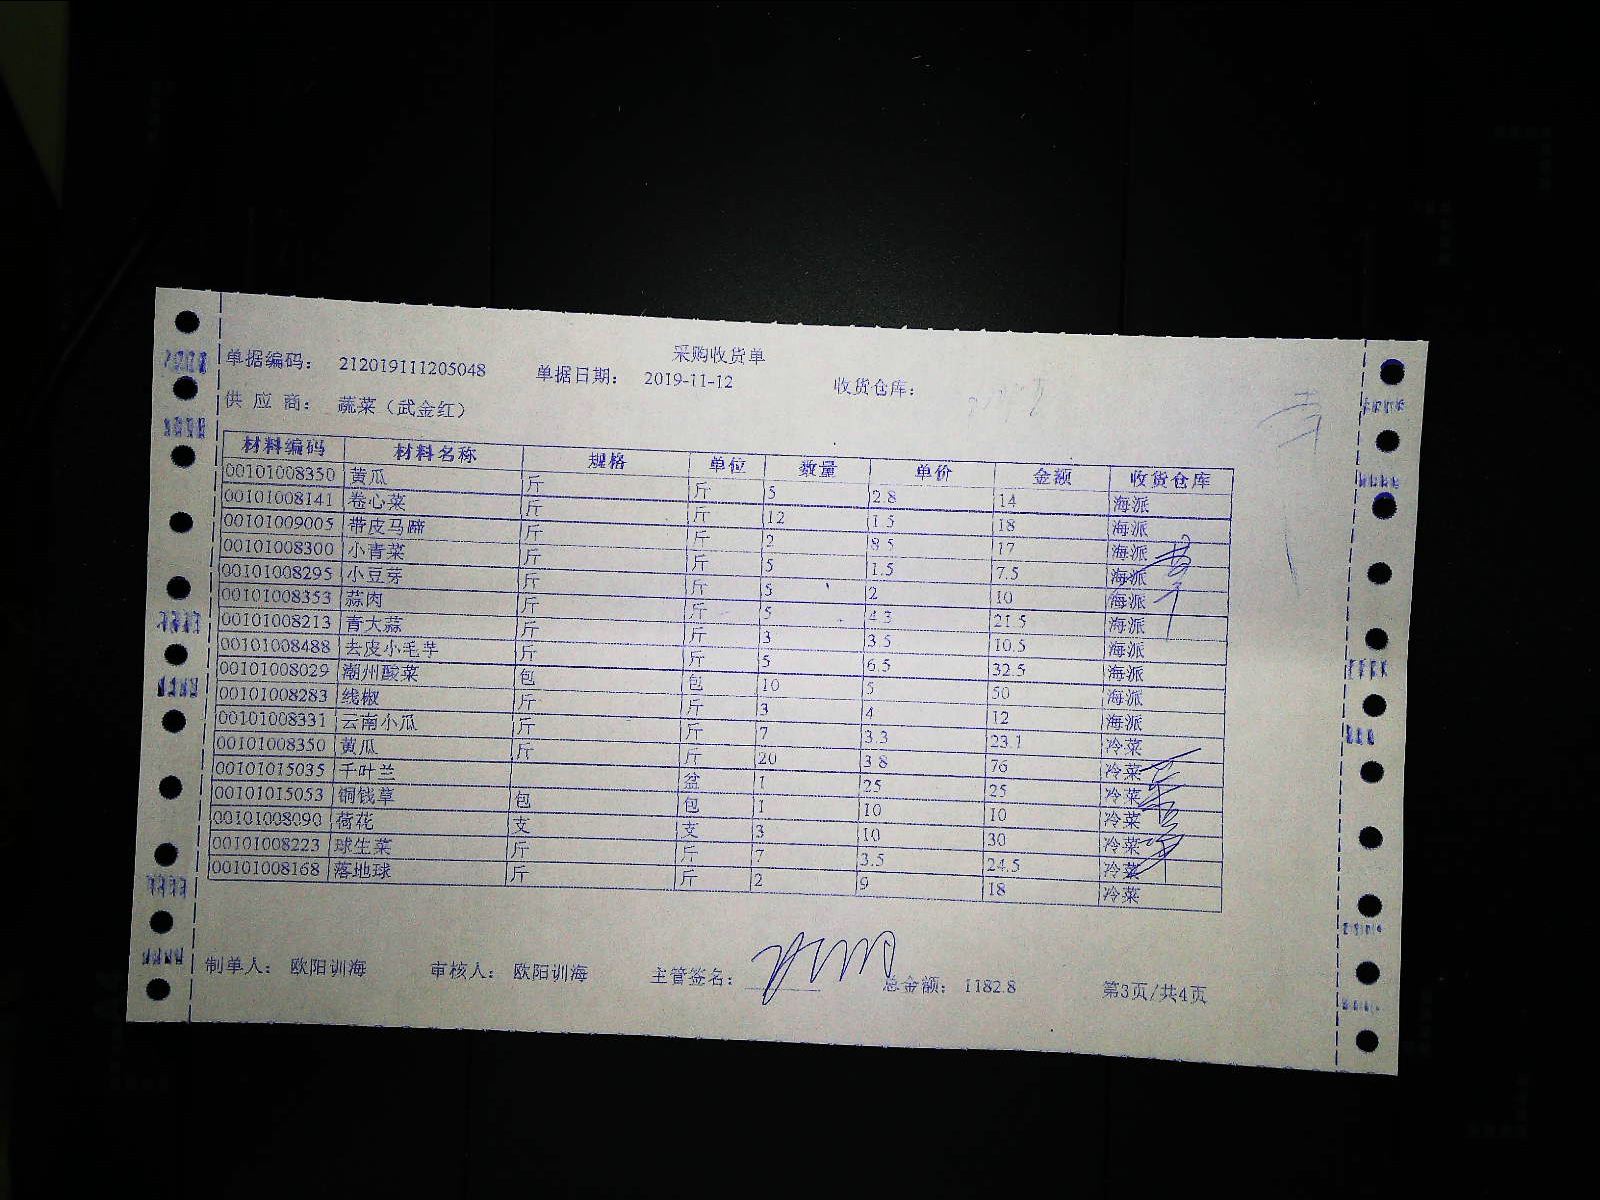 采购收货单
单据编码： 212019111205048 单据日期： 2019-11-12 收货仓库：
供 应 商： 蔬菜（武金红）
材料编码 材料名称 规格 单位 数量 单价 金额 收货仓库
00101008350 黄瓜 斤 斤 5 2.8 14 海派
00101008141 卷心菜 斤 斤 12 1.5 18 海派
00101009005 带皮马蹄 斤 斤 2 8.5 17 海派
00101008300 小青菜 斤 斤 5 1.5 7.5 海派
00101008295 小豆芽 斤 斤 5 2 10 海派
00101008353 蒜肉 斤 斤 5 4.3 21.5 海派
00101008213 青大蒜 斤 斤 3 3.5 10.5 海派
00101008488 去皮小毛芋 斤 斤 5 6.5 32.5 海派
00101008029 潮州酸菜 包 包 10 5 50 海派
00101008283 线椒 斤 斤 3 4 12 海派
00101008331 云南小瓜 斤 斤 7 3.3 23.1 冷菜
00101008350 黄瓜 斤 斤 20 3.8 76 冷菜
00101015035 千叶兰 盆 1 25 25 冷菜
00101015053 铜钱草 包 包 1 10 10 冷菜
00101008090 荷花 支 支 3 10 30 冷菜
00101008223 球生菜 斤 斤 7 3.5 24.5 冷菜
00101008168 落地球 斤 斤 2 9 18 冷菜
制单人： 欧阳训海 审核人： 欧阳训海 主管签名： 总金额： 1182.8 第3页/共4页